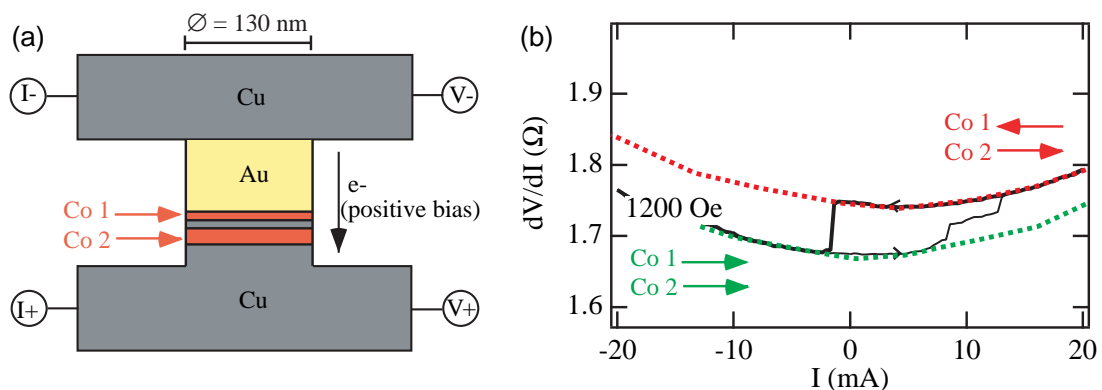 (a)
Ø = 130 nm
I-
V-
Cu
Au
e-
(positive bias)
Co 1
Co 2
Cu
I+
V+
(b)
dV/dI (Ω)
1.9
1.8
1.7
1.6
Co 1
Co 2
1200 Oe
Co 1
Co 2
-20
-10
0
10
20
I (mA)